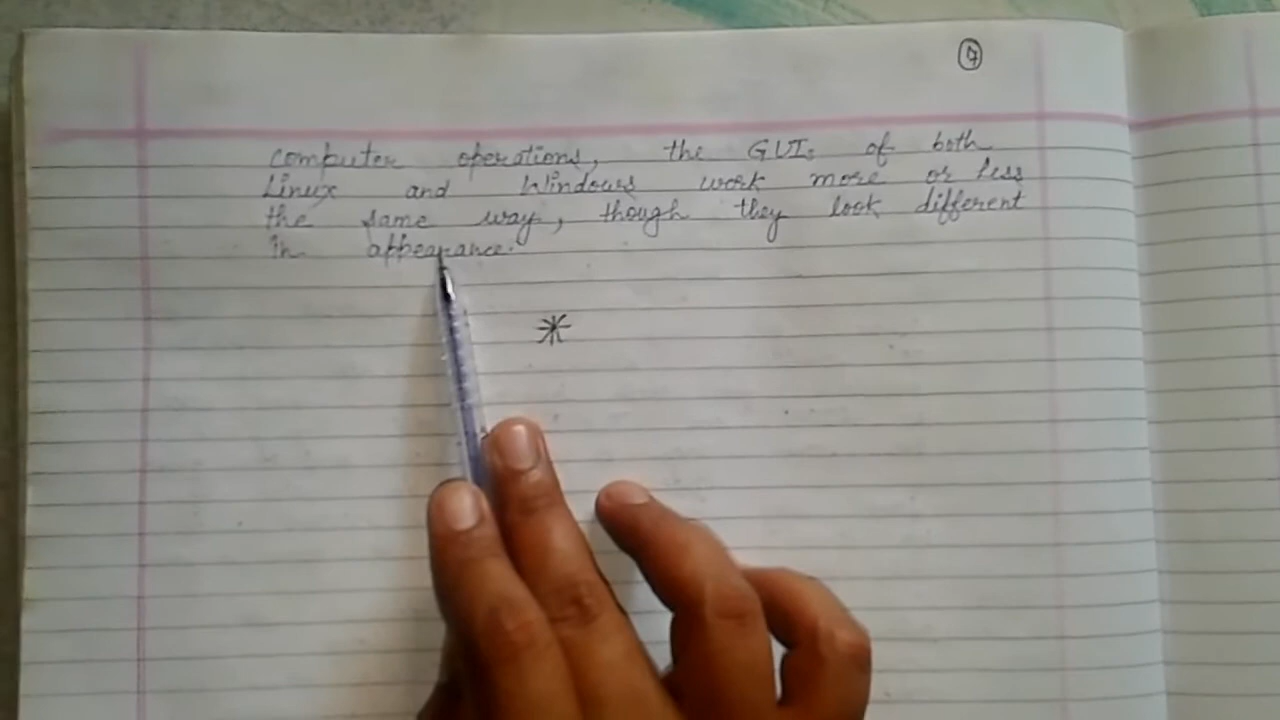 7
computer operations, the GUIs of both
Linux and Windows work more or less
the same way, though they look different
in appearance.
*